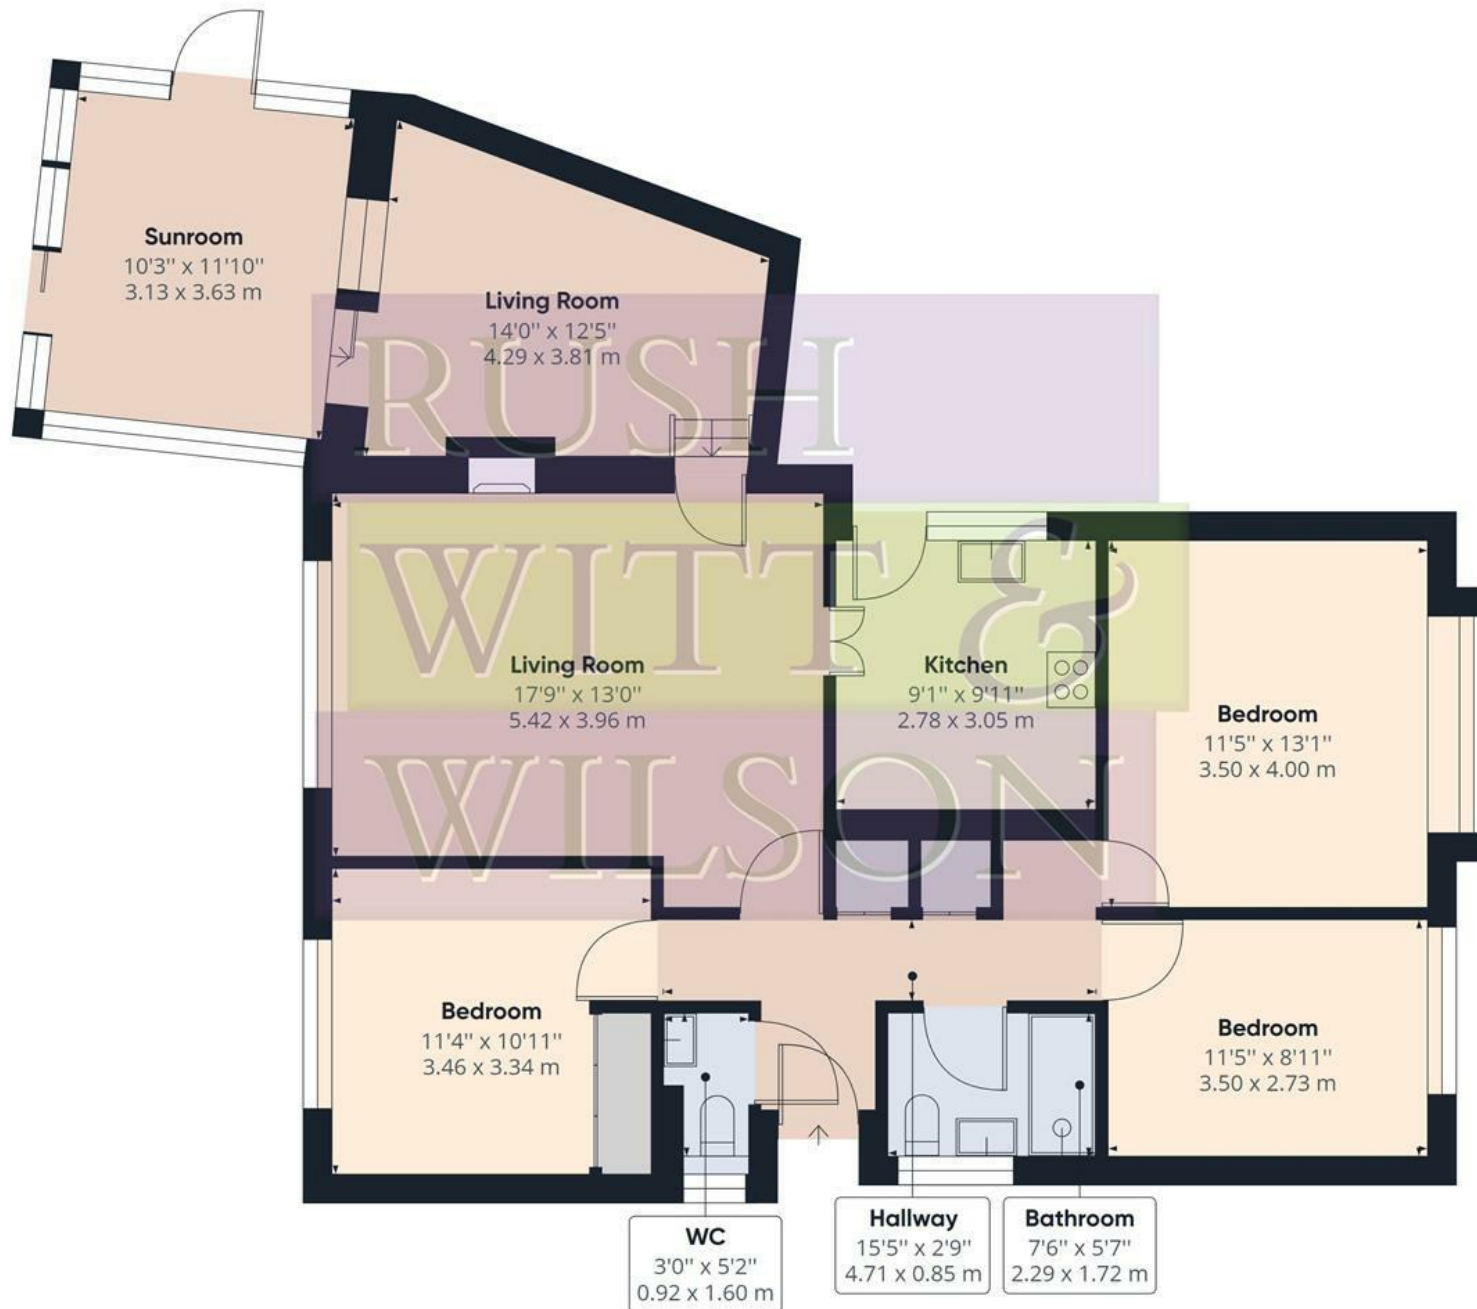 Sunroom
10'3" x 11'10"
3.13 x 3.63 m
Living Room
14'0" x 12'5"
4.29 x 3.81 m
RUSH
WITT &
WILSON
Living Room
17'9" x 13'0"
5.42 x 3.96 m
Kitchen
9'1" x 9'11"
2.78 x 3.05 m
Bedroom
11'5" x 13'1"
3.50 x 4.00 m
Bedroom
11'4" x 10'11"
3.46 x 3.34 m
Bedroom
11'5" x 8'11"
3.50 x 2.73 m
WC
3'0" x 5'2"
0.92 x 1.60 m
Hallway
15'5" x 2'9"
4.71 x 0.85 m
Bathroom
7'6" x 5'7"
2.29 x 1.72 m